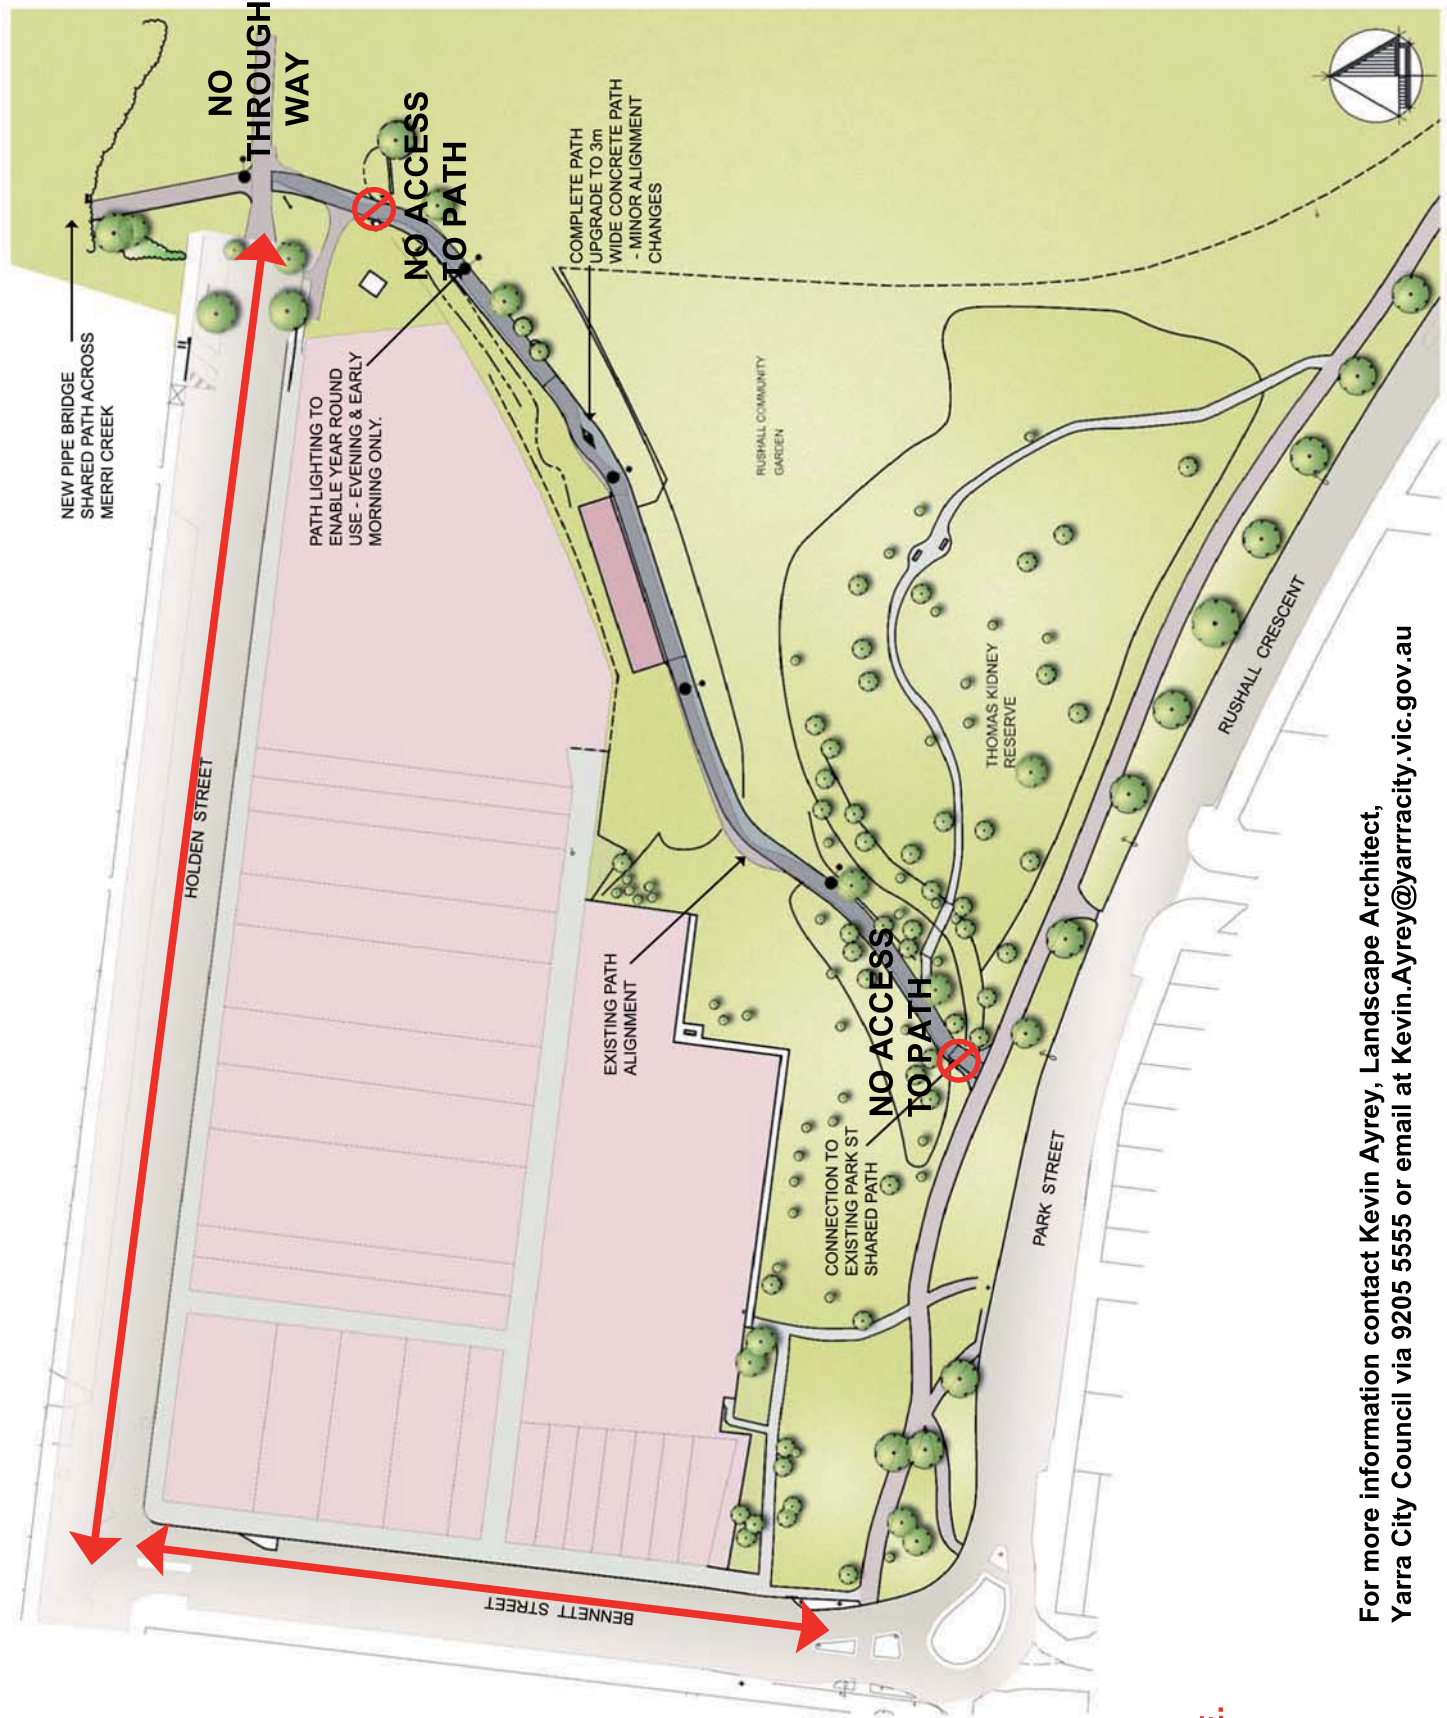 NO
THROUGH
WAY
NO ACCESS
TO PATH
COMPLETE PATH
UPGRADE TO 3m
WIDE CONCRETE PATH
- MINOR ALIGNMENT
CHANGES
NEW PIPE BRIDGE
SHARED PATH ACROSS
MERRI CREEK
PATH LIGHTING TO
ENABLE YEAR ROUND
USE - EVENING & EARLY
MORNING ONLY.
RUSHALL COMMUNITY
GARDEN
HOLDEN STREET
THOMAS KIDNEY
RESERVE
RUSHALL CRESCENT
EXISTING PATH
ALIGNMENT
NO ACCESS
TO PATH
CONNECTION TO
EXISTING PARK ST
SHARED PATH
PARK STREET
BENNETT STREET
For more information contact Kevin Ayrey, Landscape Architect,
Yarra City Council via 9205 5555 or email at Kevin.Ayrey@yarrracity.vic.gov.au